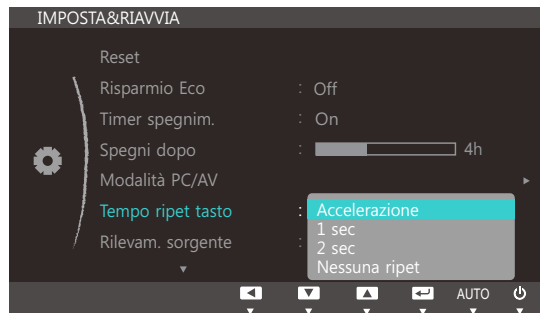 IMPOSTA&RIAVVIA
Reset
Risparmio Eco : Off
Timer spegnim. : On
Spegni dopo : 4h
Modalità PC/AV
Tempo ripet tasto : Accelerazione
1 sec
Rilevam. sorgente : 2 sec
Nessuna ripet
AUTO